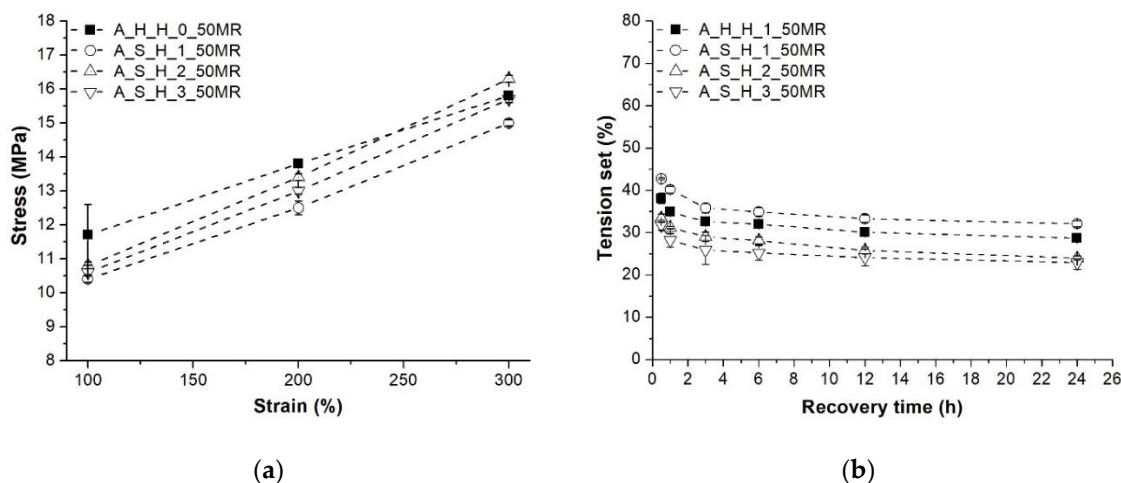 18
17
16
15
14
13
12
11
10
9
8
Stress (MPa)
A_H_H_0_50MR
A_S_H_1_50MR
A_S_H_2_50MR
A_S_H_3_50MR
100 150 200 250 300
Strain (%)
(a)
80
70
60
50
40
30
20
10
0
Tension set (%)
A_H_H_1_50MR
A_S_H_1_50MR
A_S_H_2_50MR
A_S_H_3_50MR
0 2 4 6 8 10 12 14 16 18 20 22 24 26
Recovery time (h)
(b)